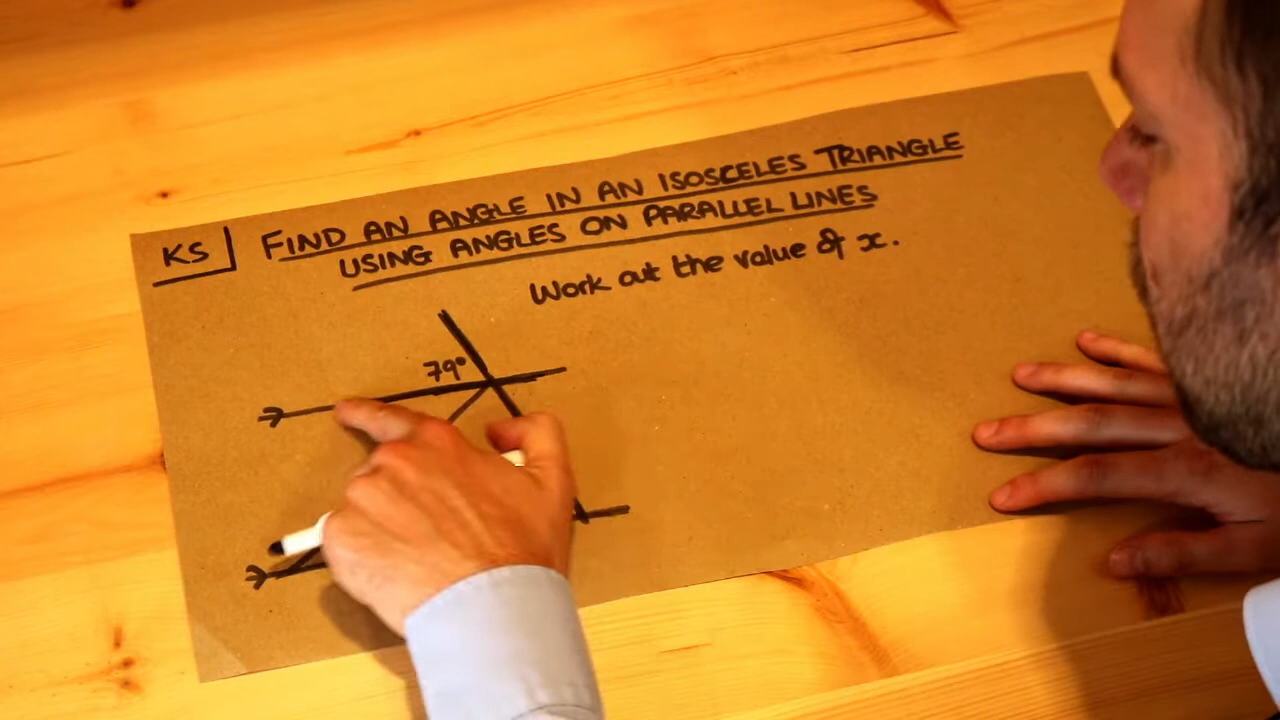 KS
FIND AN ANGLE IN AN ISOSCELES TRIANGLE
USING ANGLES ON PARALLEL LINES
Work out the value of x.
79°